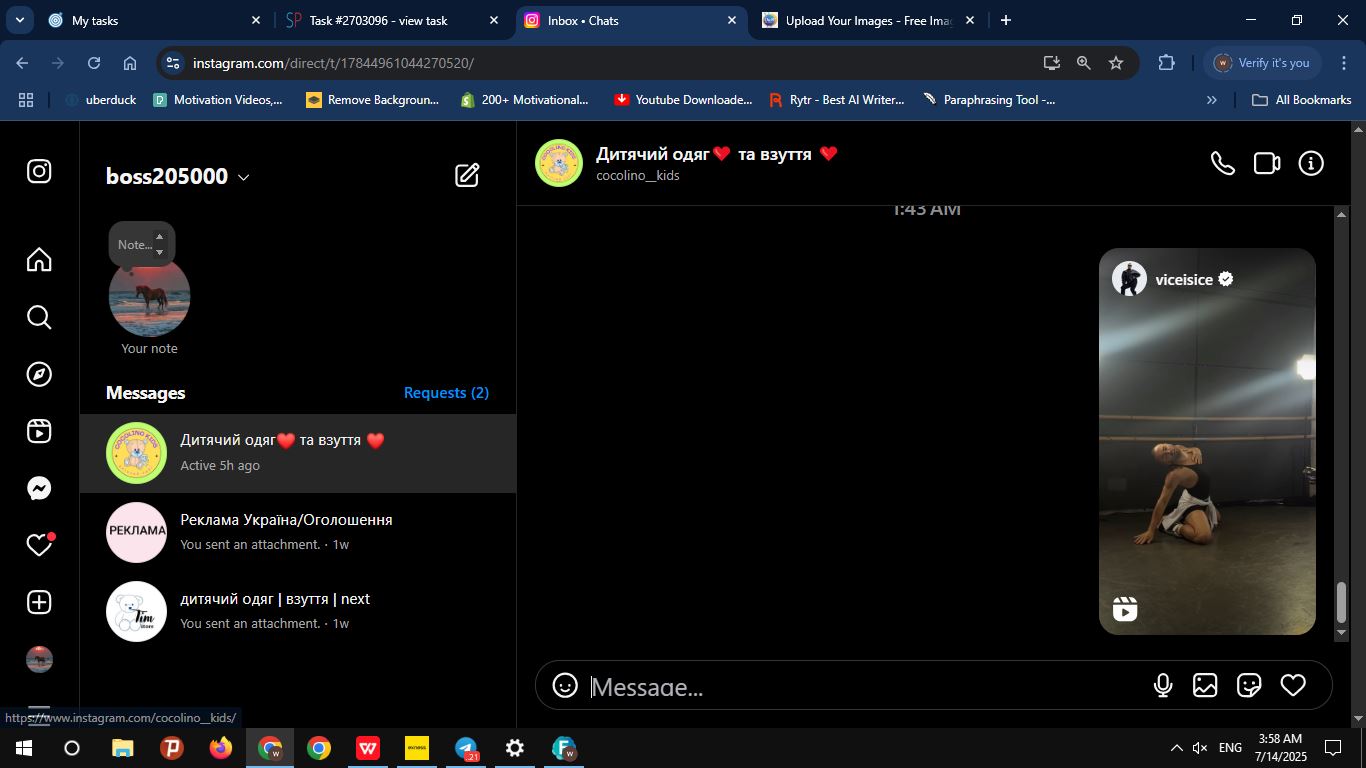 My tasks
Task #2703096 - view task
Inbox • Chats
Upload Your Images - Free Imag
instagram.com/direct/t/17844961044270520/
Verify it's you
uberduck
Motivation Videos,...
Remove Backgroun...
200+ Motivational...
Youtube Downloade...
Rytr - Best AI Writer...
Paraphrasing Tool -...
All Bookmarks
boss205000
Дитячий одяг❤️ та взуття ❤️
cocolino__kids
1:43 AM
Note...
Your note
viceisice
Messages
Requests (2)
Дитячий одяг❤️ та взуття ❤️
Active 5h ago
РЕКЛАМА
Реклама Україна/Оголошення
You sent an attachment. · 1w
Tim
дитячий одяг | взуття | next
You sent an attachment. · 1w
Message...
https://www.instagram.com/cocolino__kids/
exness
21
ENG
3:58 AM
7/14/2025